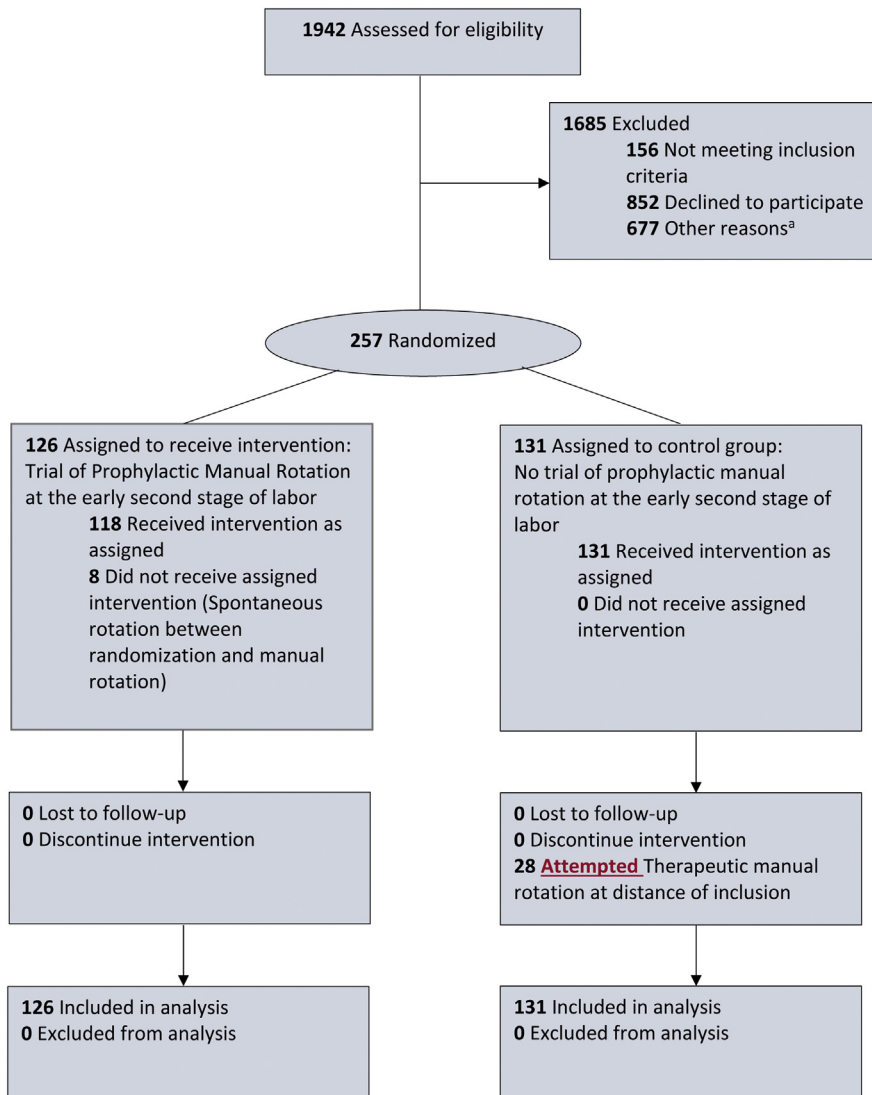 1942 Assessed for eligibility
1685 Excluded
156 Not meeting inclusion
criteria
852 Declined to participate
677 Other reasonsᵃ
257 Randomized
126 Assigned to receive intervention:
Trial of Prophylactic Manual Rotation
at the early second stage of labor
118 Received intervention as
assigned
8 Did not receive assigned
intervention (Spontaneous
rotation between
randomization and manual
rotation)
131 Assigned to control group:
No trial of prophylactic manual
rotation at the early second stage of
labor
131 Received intervention as
assigned
0 Did not receive assigned
intervention
0 Lost to follow-up
0 Discontinue intervention
0 Lost to follow-up
0 Discontinue intervention
28 Attempted Therapeutic manual
rotation at distance of inclusion
126 Included in analysis
0 Excluded from analysis
131 Included in analysis
0 Excluded from analysis